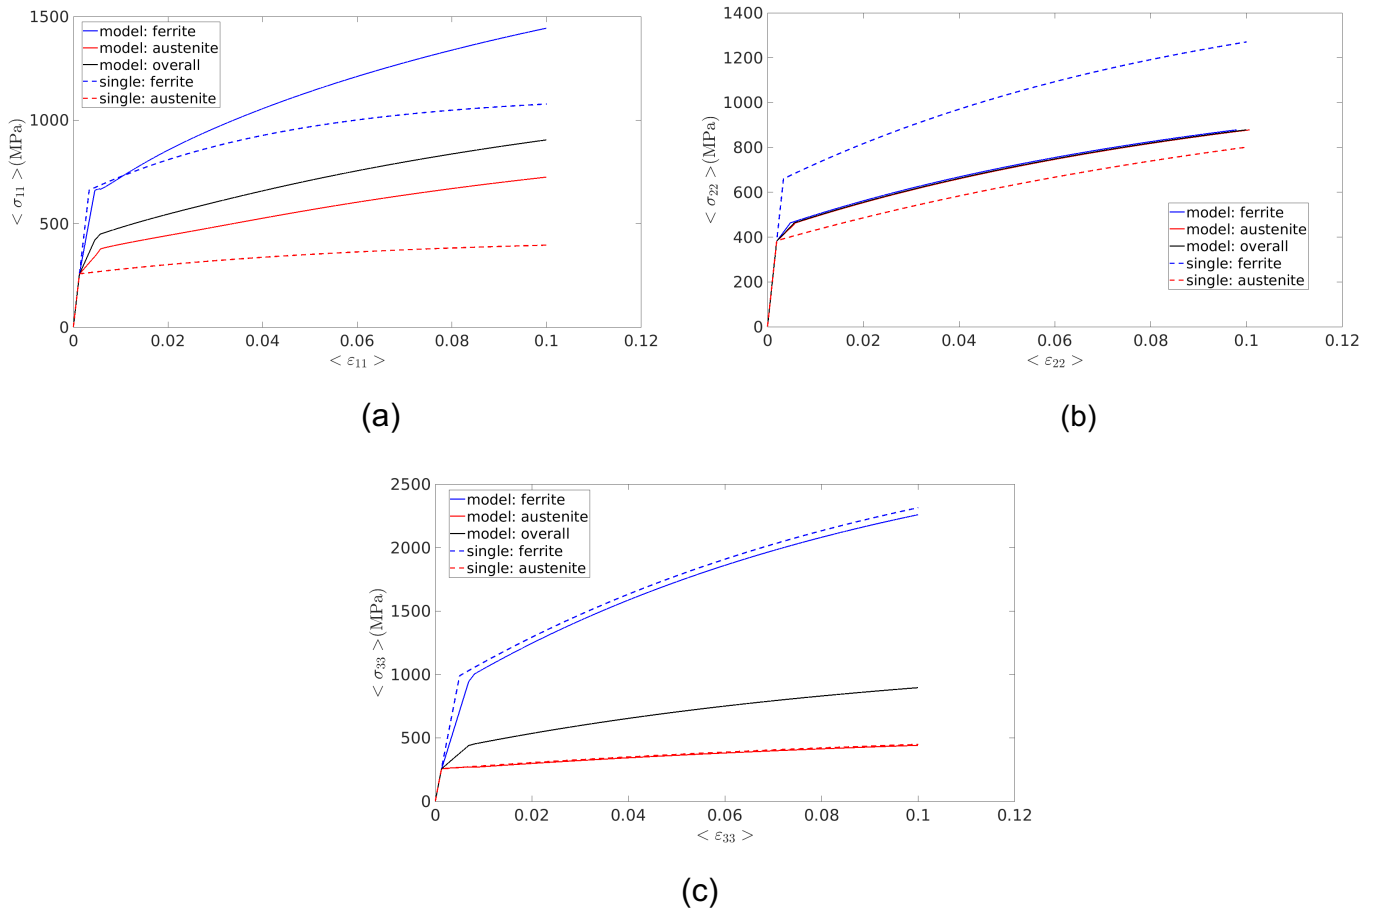 1500
1000
500
0
< σ11 >(MPa)
model: ferrite
model: austenite
model: overall
single: ferrite
single: austenite
0 0.02 0.04 0.06 0.08 0.1 0.12
< ε11 >
(a)
1400
1200
1000
800
600
400
200
0
< σ22 >(MPa)
model: ferrite
model: austenite
model: overall
single: ferrite
single: austenite
0 0.02 0.04 0.06 0.08 0.1 0.12
< ε22 >
(b)
2500
2000
1500
1000
500
0
< σ33 >(MPa)
model: ferrite
model: austenite
model: overall
single: ferrite
single: austenite
0 0.02 0.04 0.06 0.08 0.1 0.12
< ε33 >
(c)